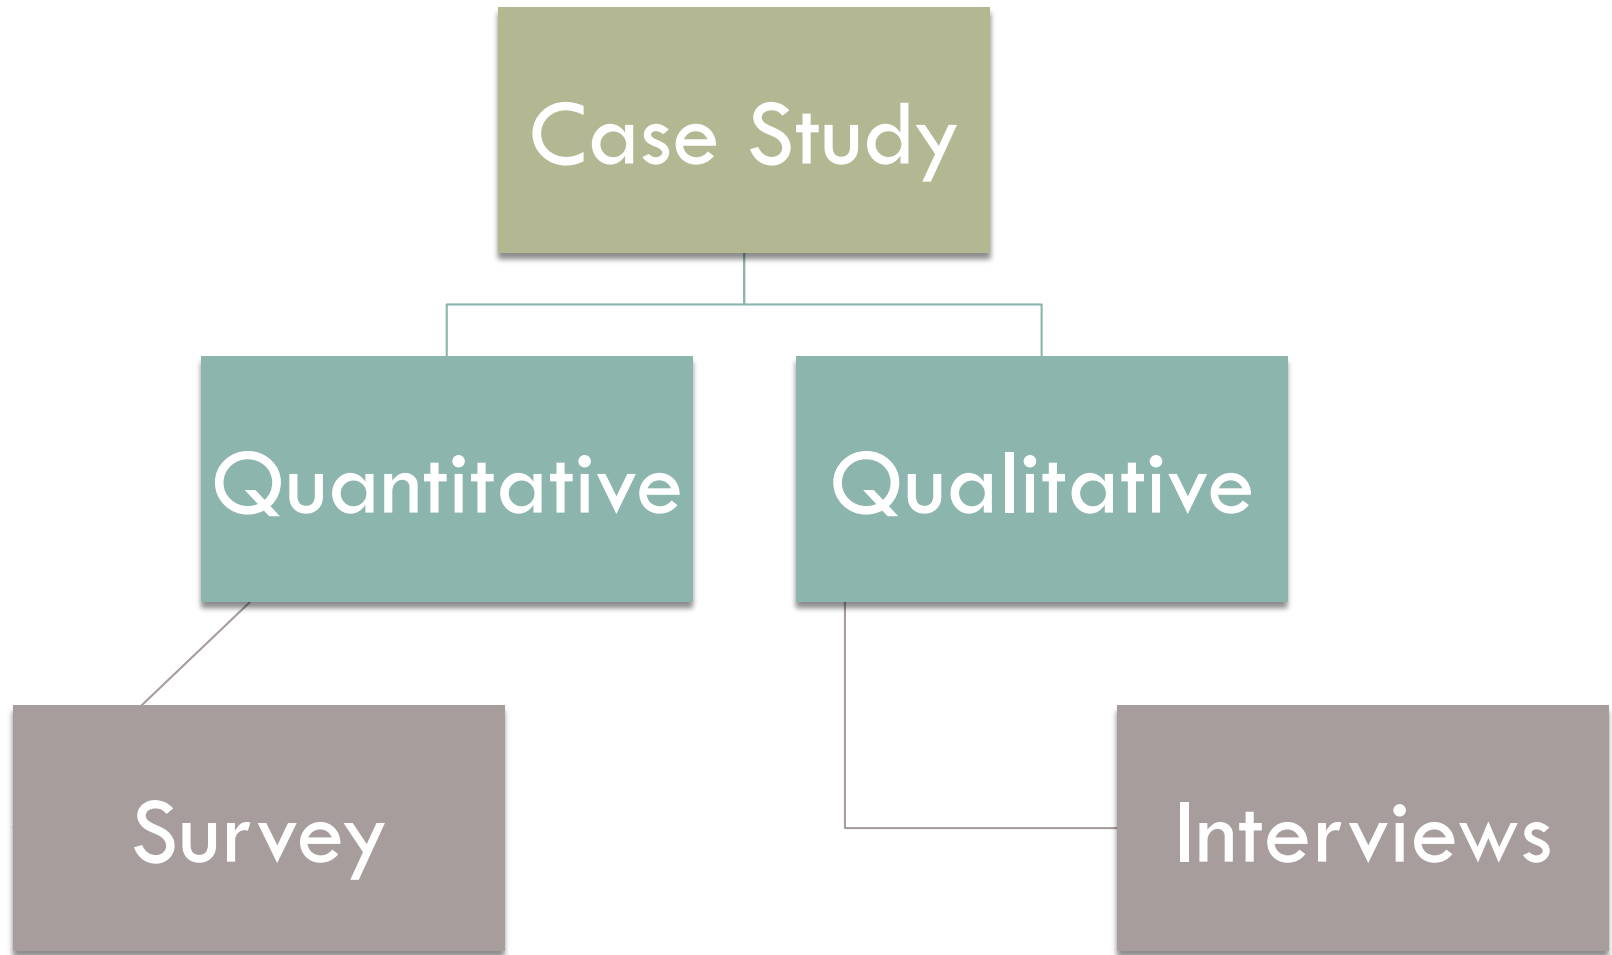 Case Study
Quantitative
Qualitative
Survey
Interviews